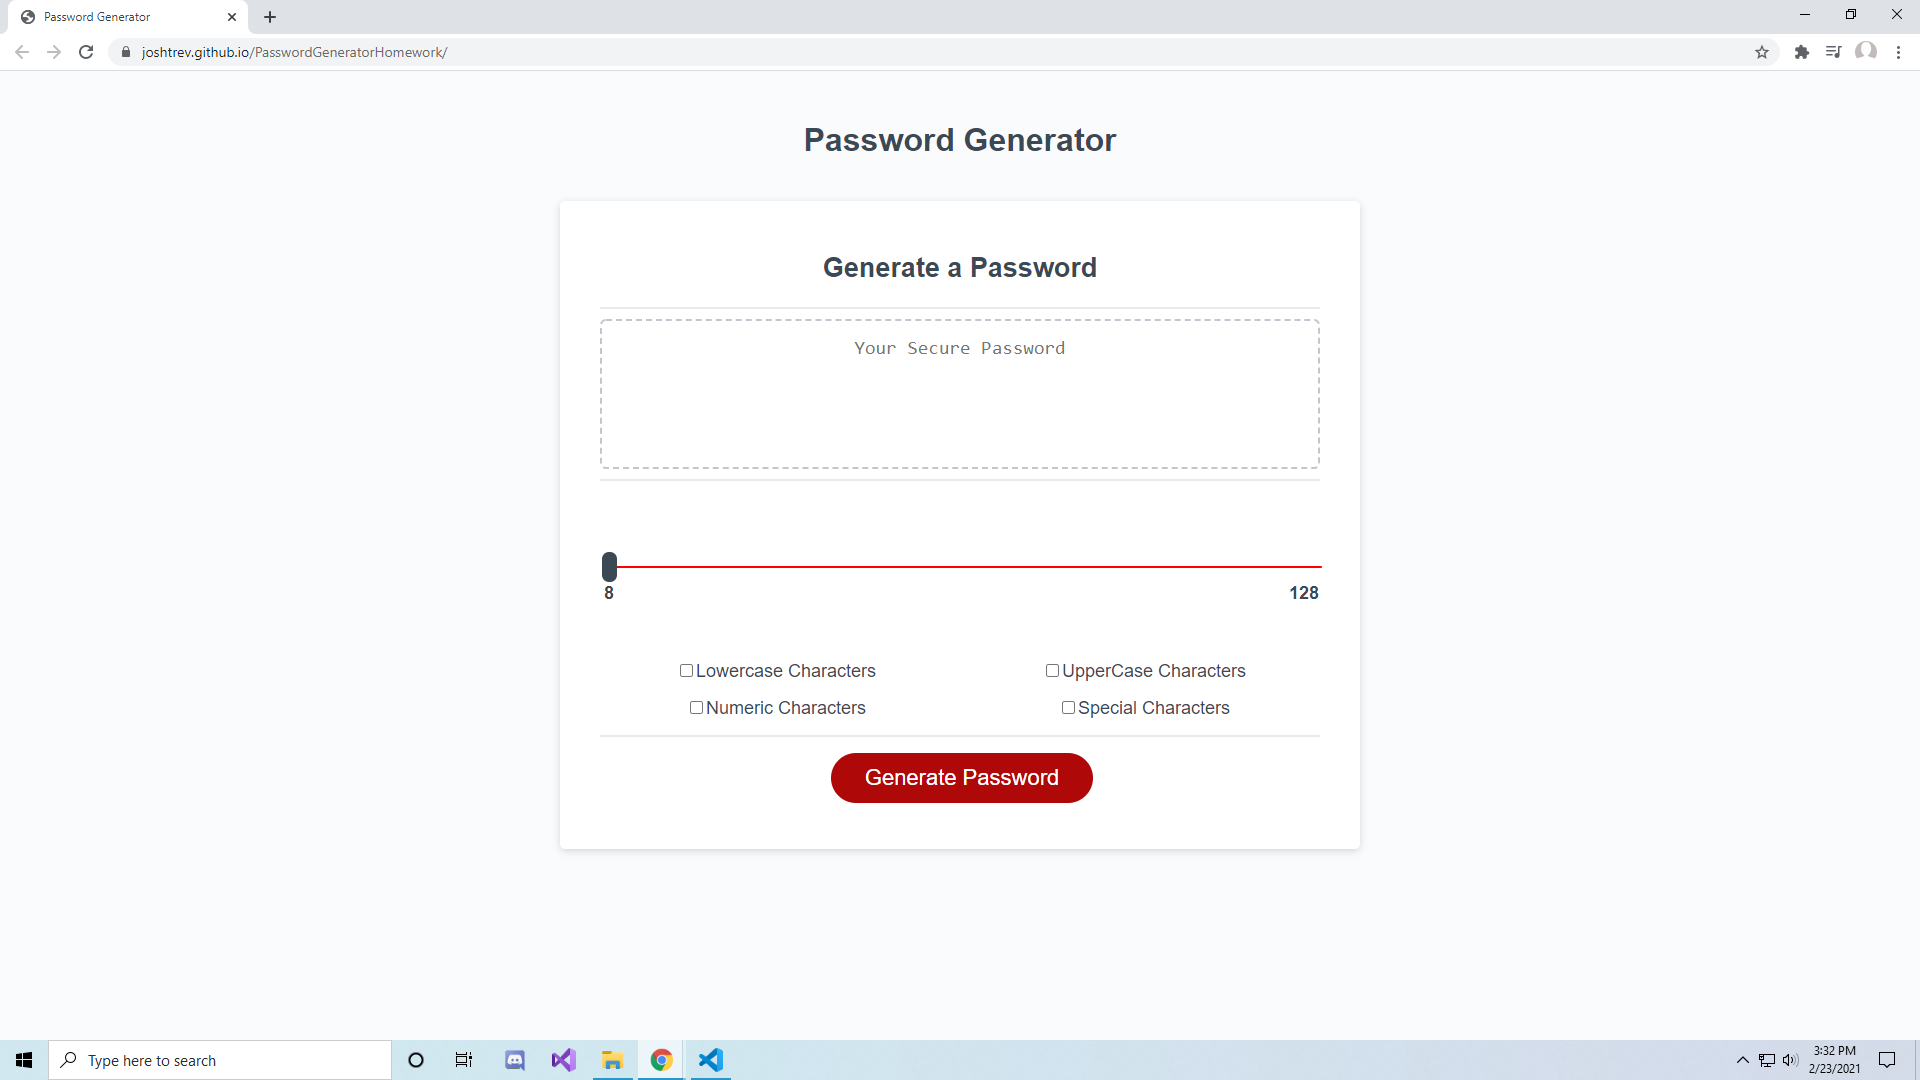 Password Generator
joshtrev.github.io/PasswordGeneratorHomework/
Password Generator
Generate a Password
Your Secure Password
8 128
Lowercase Characters UpperCase Characters
Numeric Characters Special Characters
Generate Password
Type here to search
3:32 PM
2/23/2021